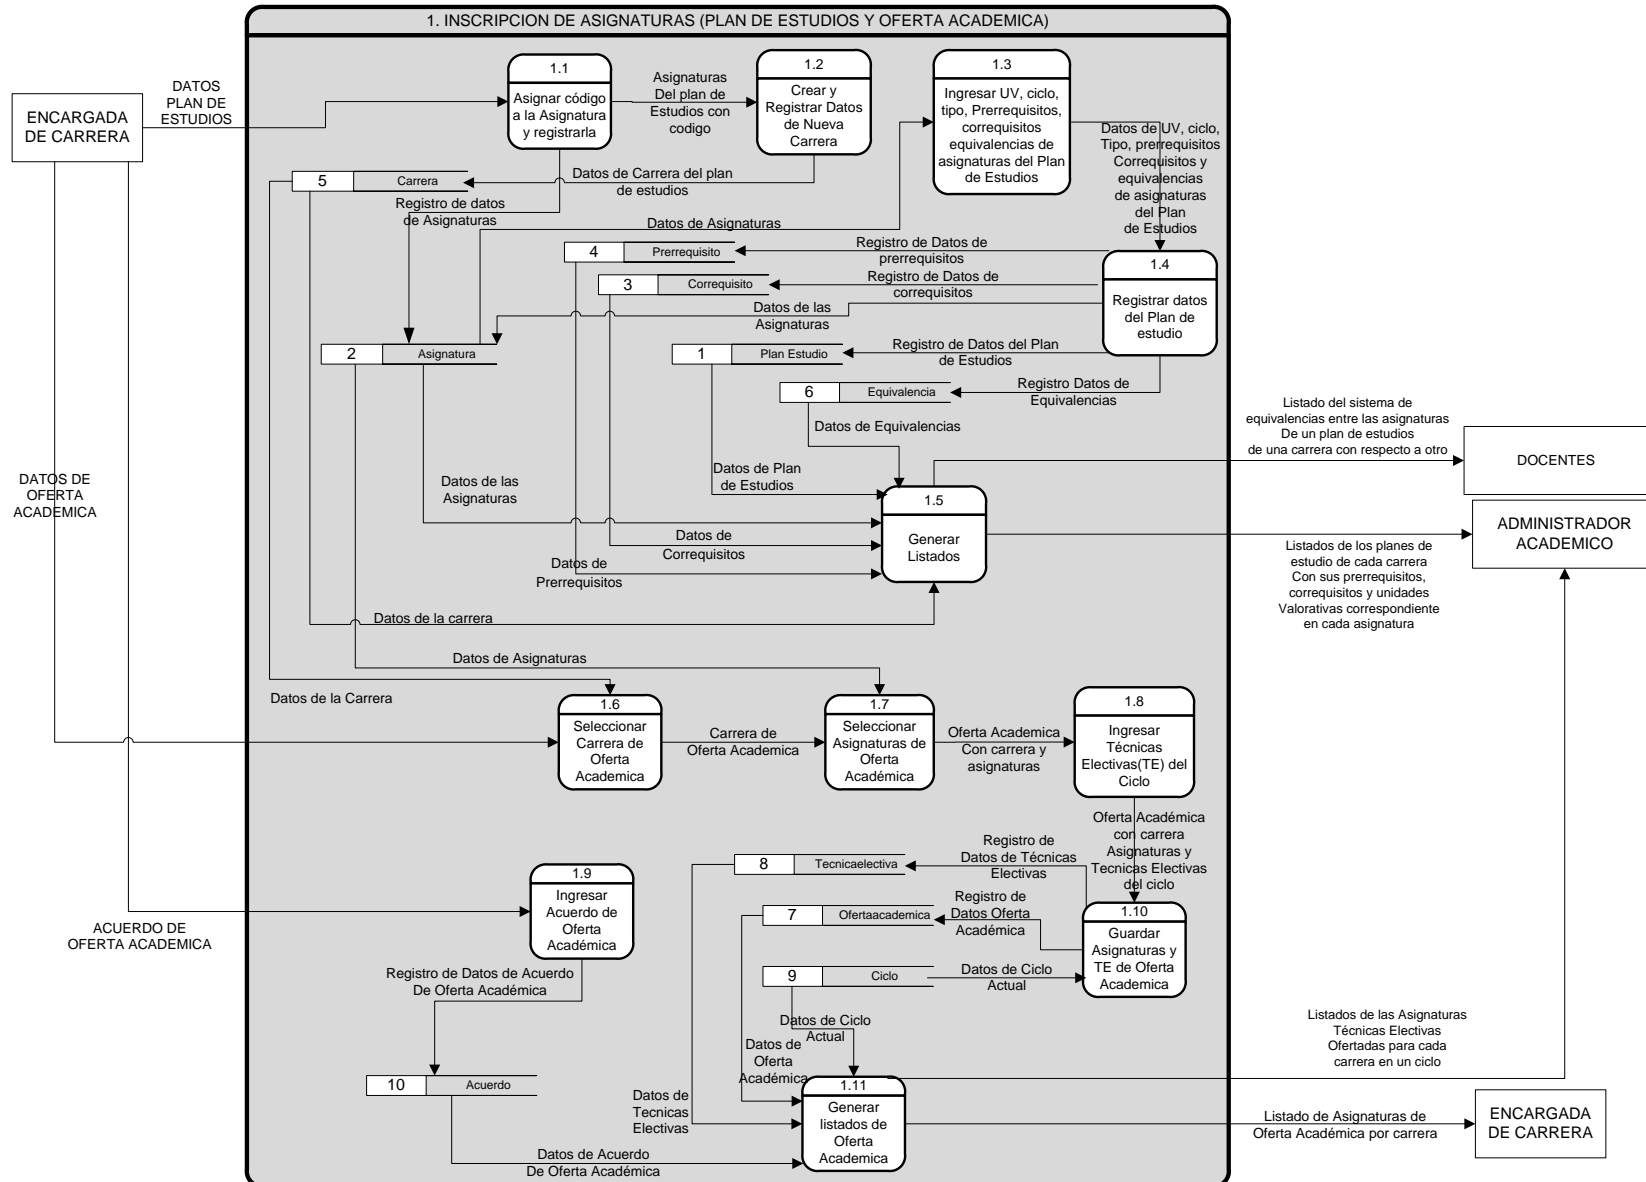 1. INSCRIPCION DE ASIGNATURAS (PLAN DE ESTUDIOS Y OFERTA ACADEMICA)
ENCARGADA
DE CARRERA
DATOS
PLAN DE
ESTUDIOS
1.1
Asignar código
a la Asignatura
y registrarla
Asignaturas
Del plan de
Estudios con
codigo
1.2
Crear y
Registrar Datos
de Nueva
Carrera
1.3
Ingresar UV, ciclo,
tipo, Prerrequisitos,
correquisitos
equivalencias de
asignaturas del Plan
de Estudios
Datos de UV, ciclo,
Tipo, prerrequisitos
Correquisitos y
equivalencias
de asignaturas
del Plan
de Estudios
5
Carrera
Datos de Carrera del plan
de estudios
Registro de datos
de Asignaturas
Datos de Asignaturas
4
Prerrequisito
Registro de Datos de
prerrequisitos
3
Correquisito
Registro de Datos de
correquisitos
1.4
Registrar datos
del Plan de
estudio
Datos de las
Asignaturas
2
Asignatura
1
Plan Estudio
Registro de Datos del Plan
de Estudios
6
Equivalencia
Registro Datos de
Equivalencias
Datos de Equivalencias
Listado del sistema de
equivalencias entre las asignaturas
De un plan de estudios
de una carrera con respecto a otro
DOCENTES
DATOS DE
OFERTA
ACADEMICA
Datos de las
Asignaturas
Datos de Plan
de Estudios
1.5
Generar
Listados
ADMINISTRADOR
ACADEMICO
Datos de
Correquisitos
Datos de
Prerrequisitos
Listados de los planes de
estudio de cada carrera
Con sus prerrequisitos,
correquisitos y unidades
Valorativas correspondiente
en cada asignatura
Datos de la carrera
Datos de Asignaturas
Datos de la Carrera
1.6
Seleccionar
Carrera de
Oferta
Academica
Carrera de
Oferta Academica
1.7
Seleccionar
Asignaturas de
Oferta
Académica
Oferta Academica
Con carrera y
asignaturas
1.8
Ingresar
Técnicas
Electivas(TE) del
Ciclo
Oferta Académica
con carrera
Asignaturas y
Tecnicas Electivas
del ciclo
8
Tecnicaelectiva
Registro de
Datos de Técnicas
Electivas
1.9
Ingresar
Acuerdo de
Oferta
Académica
7
Ofertaacademica
Registro de
Datos Oferta
Académica
1.10
Guardar
Asignaturas y
TE de Oferta
Academica
ACUERDO DE
OFERTA ACADEMICA
Registro de Datos de Acuerdo
De Oferta Académica
9
Ciclo
Datos de Ciclo
Actual
Datos de Ciclo
Actual
Datos de
Oferta
Académica
Listados de las Asignaturas
Técnicas Electivas
Ofertadas para cada
carrera en un ciclo
10
Acuerdo
Datos de
Tecnicas
Electivas
1.11
Generar
listados de
Oferta
Academica
Listado de Asignaturas de
Oferta Académica por carrera
ENCARGADA
DE CARRERA
Datos de Acuerdo
De Oferta Académica